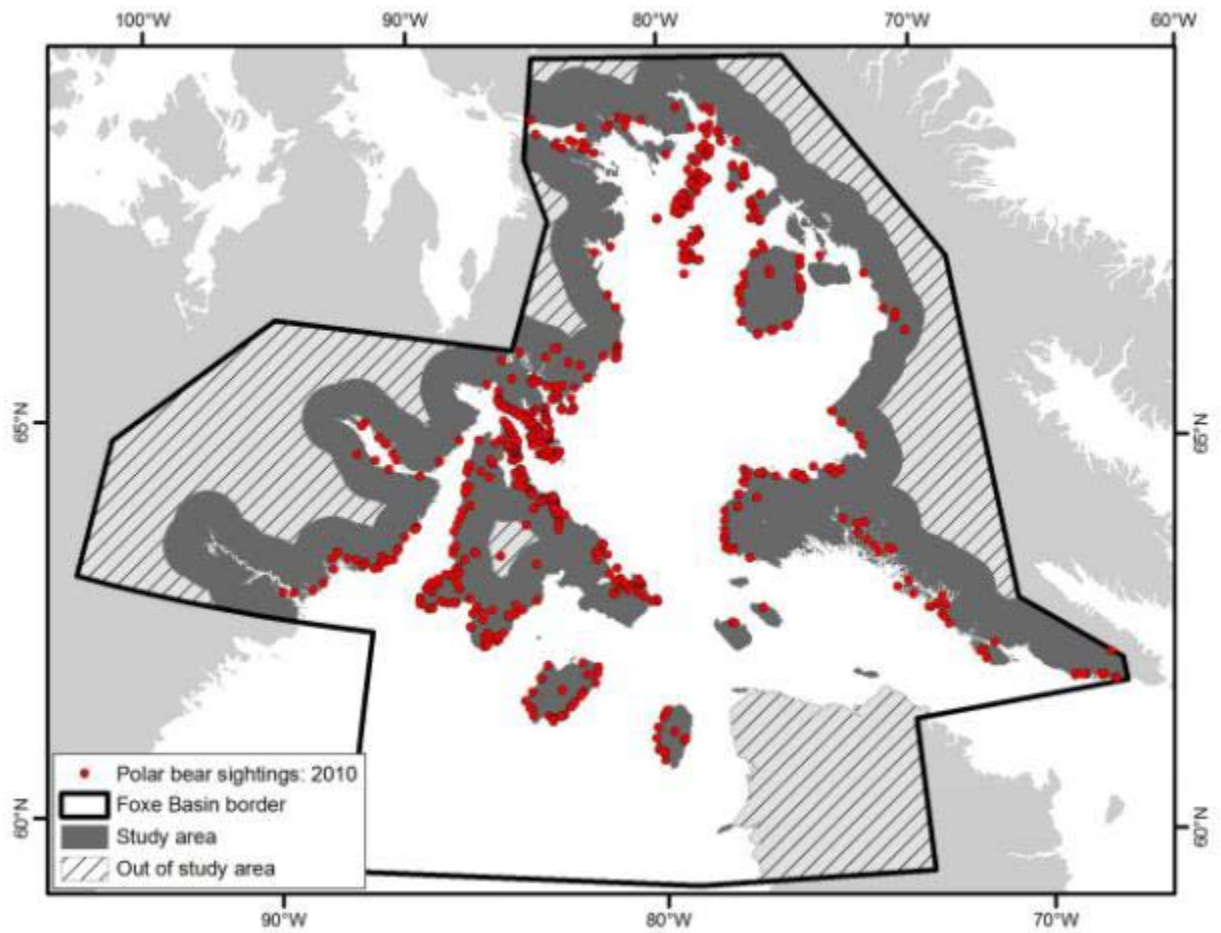 100°W 90°W 80°W 70°W 60°W
65°N 65°N
60°N 60°N
Polar bear sightings: 2010
Foxe Basin border
Study area
Out of study area
90°W 80°W 70°W